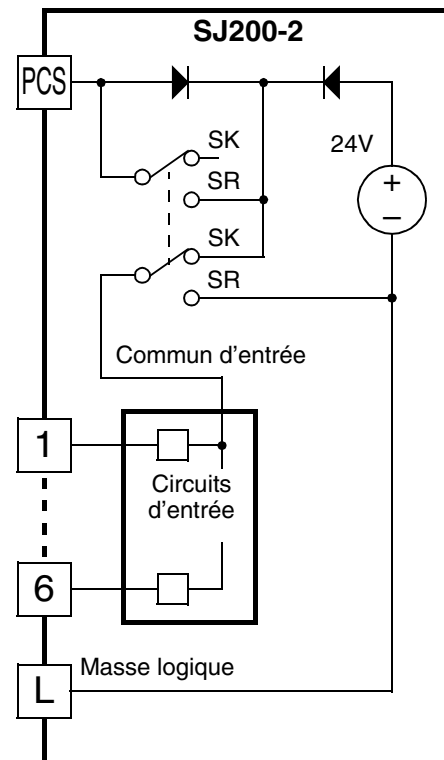 SJ200-2
PCS
SK
24V
SR
+
–
SK
SR
Commun d'entrée
1
Circuits
d'entrée
6
Masse logique
L